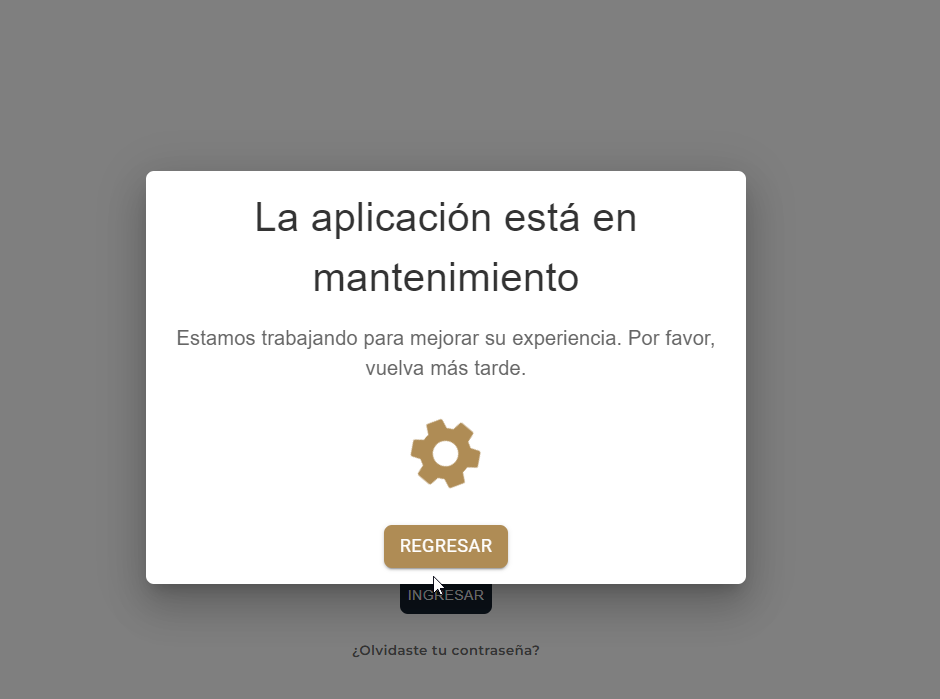 La aplicación está en
mantenimiento
Estamos trabajando para mejorar su experiencia. Por favor,
vuelva más tarde.
REGRESAR
INGRESAR
¿Olvidaste tu contraseña?